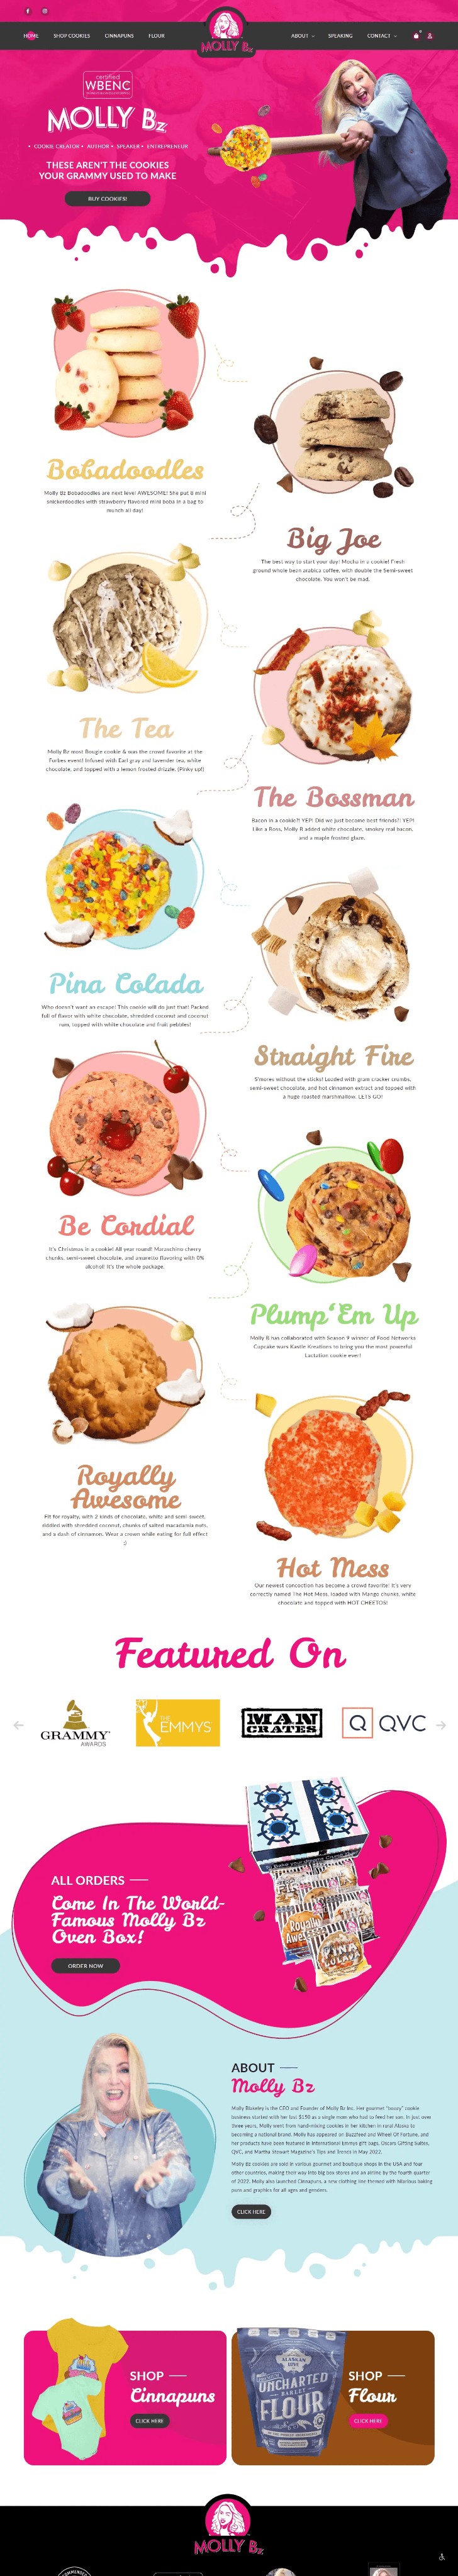 HOME
SHOP COOKIES
CINNAPUNS
FLOUR
MOLLY Bz
ABOUT
SPEAKING
CONTACT
certified
WBENC
MOLLY Bz
• COOKIE CREATOR • AUTHOR • SPEAKER • ENTREPRENEUR
THESE AREN'T THE COOKIES
YOUR GRAMMY USED TO MAKE
BUY COOKIES!
Bobadoodles
Molly Bz Bobadoodles are next level AWESOME! She put 8 mini
snickerdoodles with strawberry flavored mini boba in a bag to
munch all day!
Big Joe
The best way to start your day! Mocha in a cookie! Fresh
ground whole bean arabica coffee, with double the Semi-sweet
chocolate. You won't be mad.
The Tea
Molly Bz most Bougie cookie & was the crowd favorite at the
Forbes event! Infused with Earl gray and lavender tea, white
chocolate, and topped with a lemon frosted drizzle. (Pinky up!)
The Bossman
Bacon in a cookie?! YEP! Did we just become best friends?! YEP!
Like a Boss, Molly B added white chocolate, smokey real bacon,
and a maple frosted glaze.
Pina Colada
Who doesn't want an escape! This cookie will do just that! Packed
full of flavor with white chocolate, shredded coconut and coconut
rum, topped with white chocolate and fruit pebbles!
Straight Fire
S'mores without the sticks! Loaded with gram cracker crumbs,
semi-sweet chocolate, and hot cinnamon extract and topped with
a huge roasted marshmallow. LETS GO!
Be Cordial
It's Christmas in a cookie! All year round! Maraschino cherry
chunks, semi-sweet chocolate, and amaretto flavoring with 0%
alcohol! It's the whole package.
Plump 'Em Up
Molly B has collaborated with Season 9 winner of Food Networks
Cupcake wars Kastle Kreations to bring you the most powerful
Lactation cookie ever!
Royally
Awesome
Fit for royalty, with 2 kinds of chocolate, white and semi sweet,
riddled with shredded coconut, chunks of salted macadamia nuts,
and a dash of cinnamon. Wear a crown while eating for full effect
;)
Hot Mess
Our newest concoction has become a crowd favorite! It's very
correctly named The Hot Mess, loaded with Mango chunks, white
chocolate and topped with HOT CHEETOS!
Featured On
GRAMMY
AWARDS
THE
EMMYS
MAN
CRATES
Q QVC
ALL ORDERS
Come In The World-
Famous Molly Bz
Oven Box!
ORDER NOW
Royally
PINA
COLADA
ABOUT
Molly Bz
Molly Blakeley is the CEO and Founder of Molly Bz Inc. Her gourmet "boujy" cookie
business started with her last $150 as a single mom who had to feed her son. In just over
three years, Molly went from hand-mixing cookies in her kitchen in rural Alaska to
becoming a national brand. Molly has appeared on Buzzfeed and Wheel Of Fortune, and
her products have been featured in International Emmys gift bags, Oscars Gifting Suites,
QVC, and Martha Stewart Magazine's Tips and Trends in May 2022.
Molly Bz cookies are sold in various gourmet and boutique shops in the USA and four
other countries, making their way into big box stores and an airline by the fourth quarter
of 2022. Molly also launched Cinnapuns, a new clothing line themed with hilarious baking
puns and graphics for all ages and genders.
CLICK HERE
SHOP
Cinnapuns
CLICK HERE
ALASKAN
LOVE
UNCHARTED
BARLEY
FLOUR
SHOP
Flour
CLICK HERE
MOLLY Bz